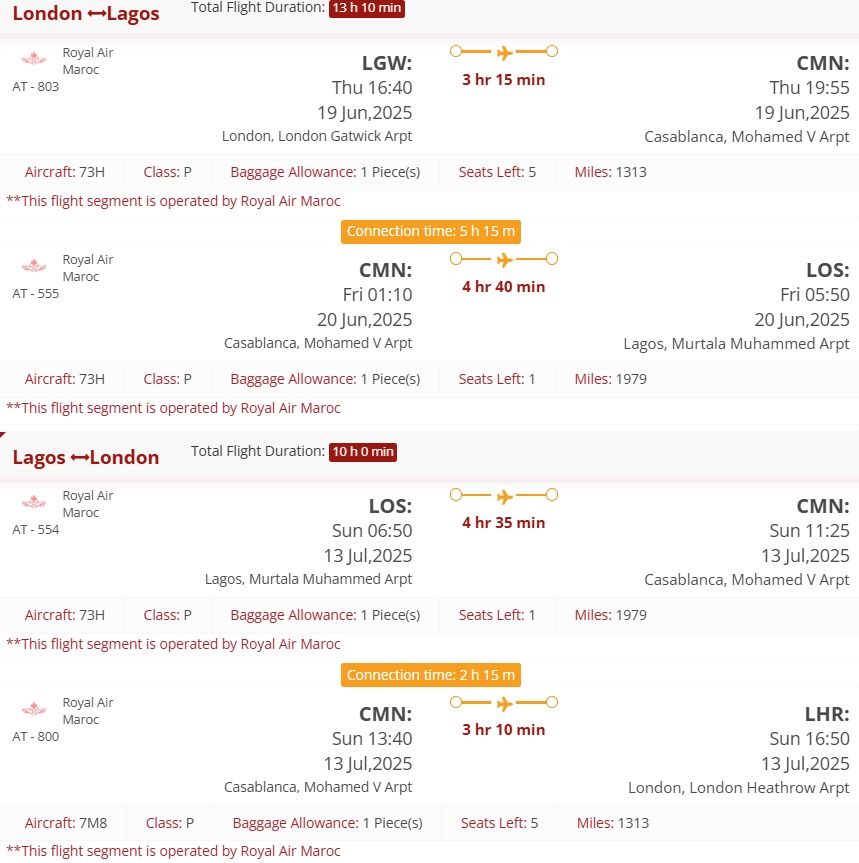 London ↔Lagos Total Flight Duration: 13 h 10 min
Royal Air
Maroc
AT - 803
LGW:
Thu 16:40
19 Jun,2025
London, London Gatwick Arpt
3 hr 15 min
CMN:
Thu 19:55
19 Jun,2025
Casablanca, Mohamed V Arpt
Aircraft: 73H Class: P Baggage Allowance: 1 Piece(s) Seats Left: 5 Miles: 1313
**This flight segment is operated by Royal Air Maroc
Connection time: 5 h 15 m
Royal Air
Maroc
AT - 555
CMN:
Fri 01:10
20 Jun,2025
Casablanca, Mohamed V Arpt
4 hr 40 min
LOS:
Fri 05:50
20 Jun,2025
Lagos, Murtala Muhammed Arpt
Aircraft: 73H Class: P Baggage Allowance: 1 Piece(s) Seats Left: 1 Miles: 1979
**This flight segment is operated by Royal Air Maroc
Lagos ↔London Total Flight Duration: 10 h 0 min
Royal Air
Maroc
AT - 554
LOS:
Sun 06:50
13 Jul,2025
Lagos, Murtala Muhammed Arpt
4 hr 35 min
CMN:
Sun 11:25
13 Jul,2025
Casablanca, Mohamed V Arpt
Aircraft: 73H Class: P Baggage Allowance: 1 Piece(s) Seats Left: 1 Miles: 1979
**This flight segment is operated by Royal Air Maroc
Connection time: 2 h 15 m
Royal Air
Maroc
AT - 800
CMN:
Sun 13:40
13 Jul,2025
Casablanca, Mohamed V Arpt
3 hr 10 min
LHR:
Sun 16:50
13 Jul,2025
London, London Heathrow Arpt
Aircraft: 7M8 Class: P Baggage Allowance: 1 Piece(s) Seats Left: 5 Miles: 1313
**This flight segment is operated by Royal Air Maroc